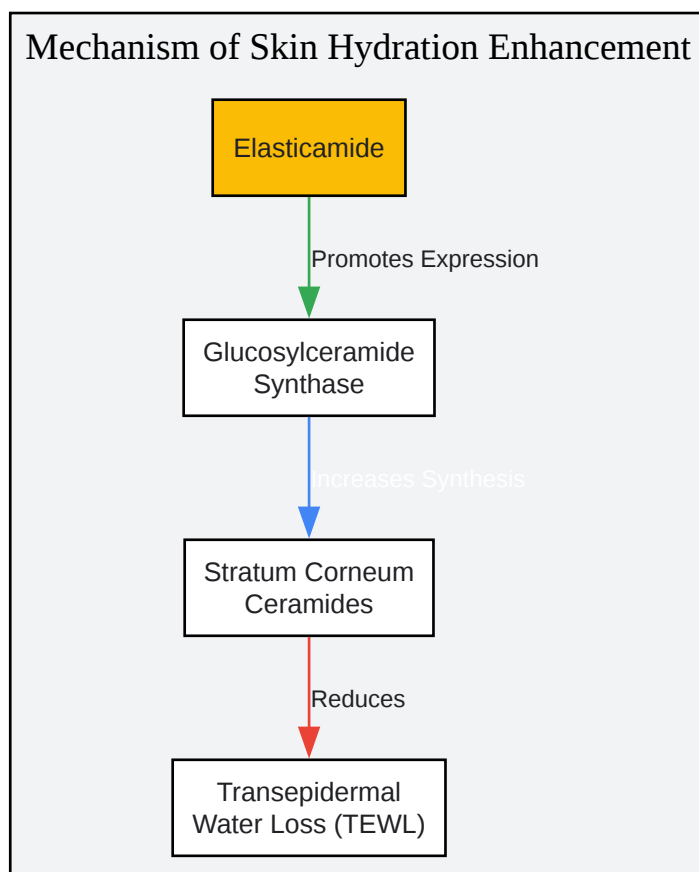 Mechanism of Skin Hydration Enhancement
Elasticamide
Promotes Expression
Glucosylceramide
Synthase
Increases Synthesis
Stratum Corneum
Ceramides
Reduces
Transepidermal
Water Loss (TEWL)